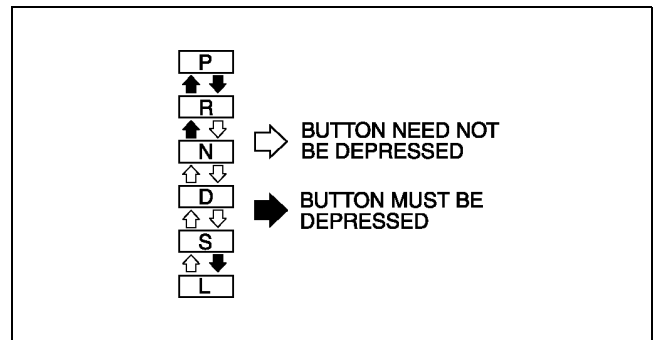 P
R
N
D
S
L
BUTTON NEED NOT
BE DEPRESSED
BUTTON MUST BE
DEPRESSED